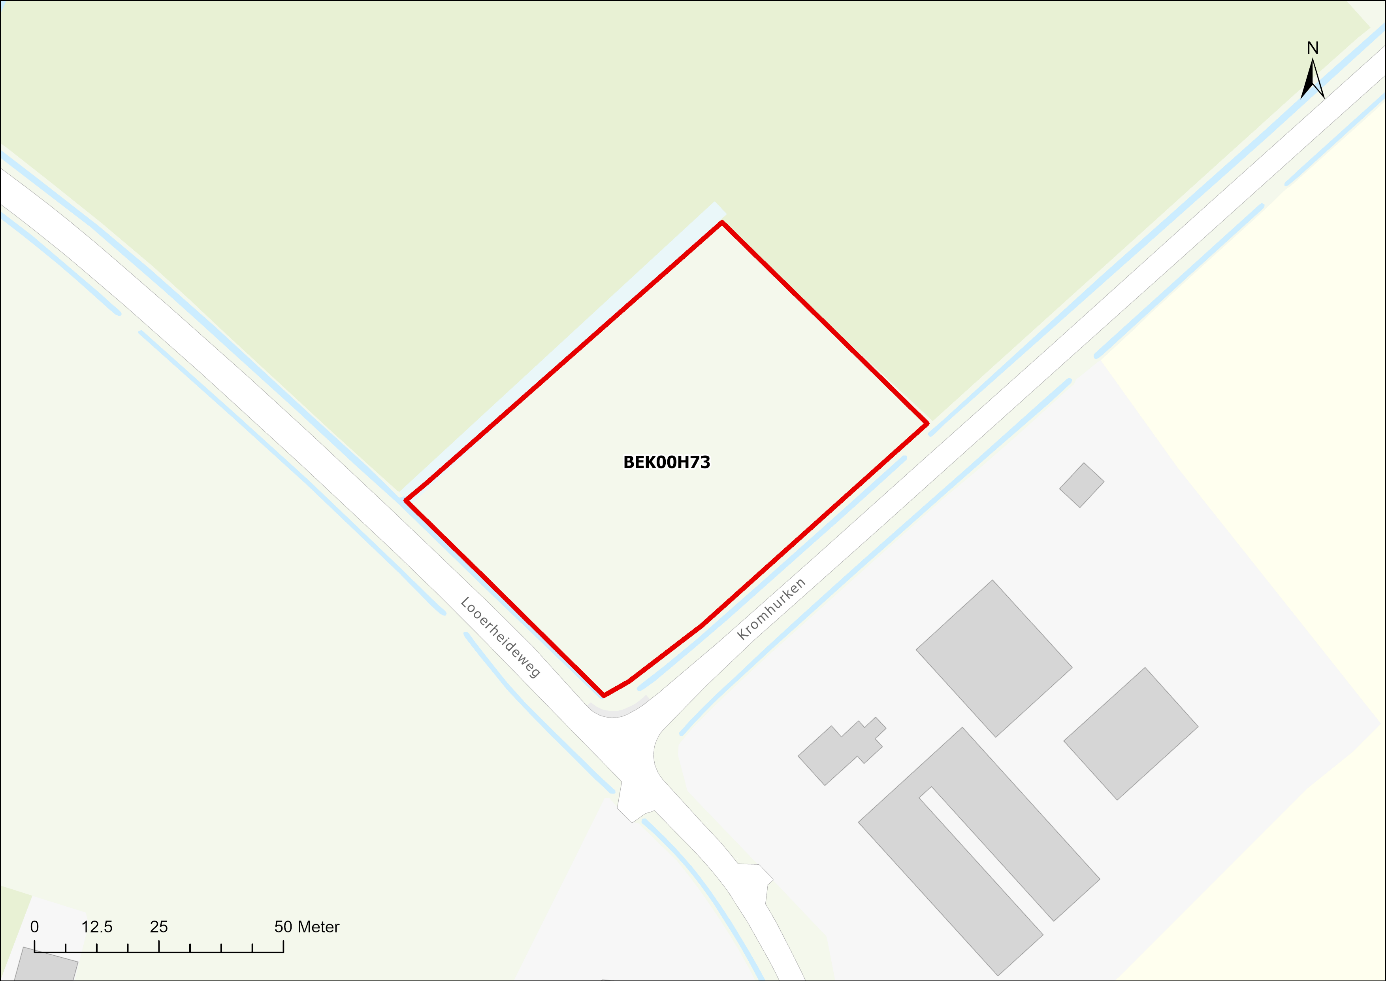 N
BEK00H73
Looerheideweg
Kromhurken
0 12.5 25 50 Meter